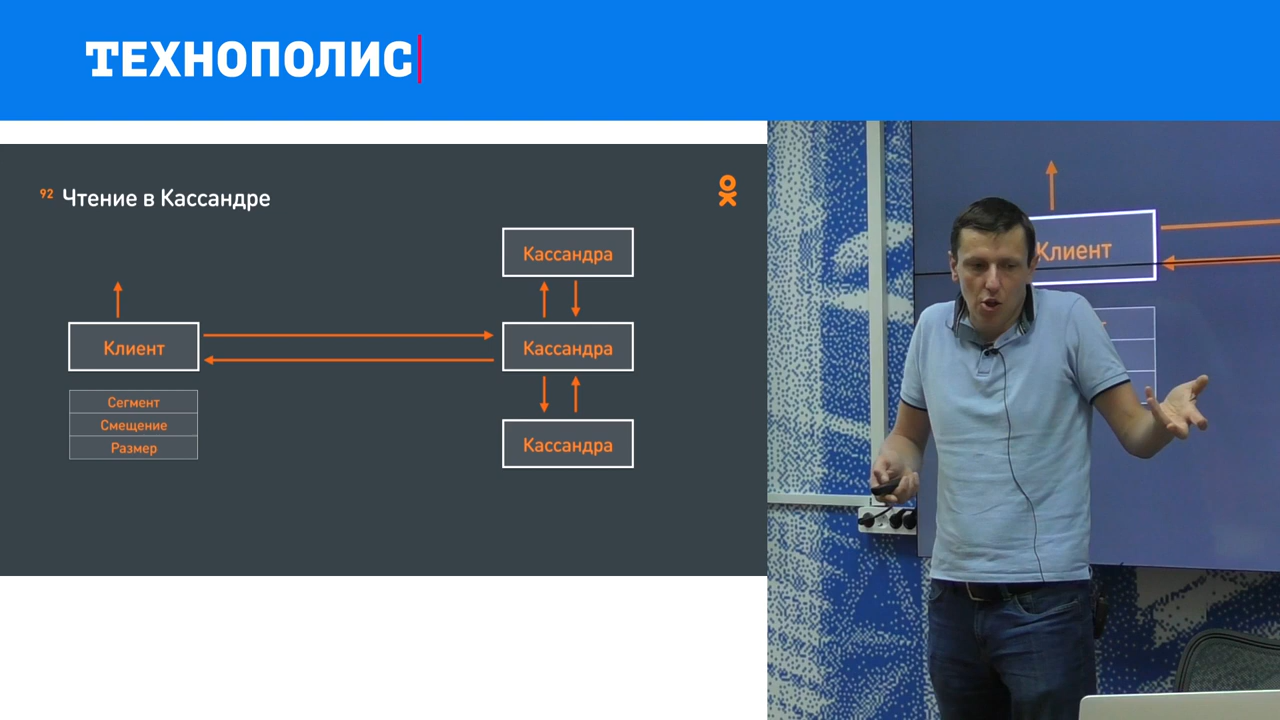 ТЕХНОПОЛИС
92 Чтение в Кассандре
Кассандра
Клиент
Кассандра
Сегмент
Смещение
Размер
Кассандра
Клиент